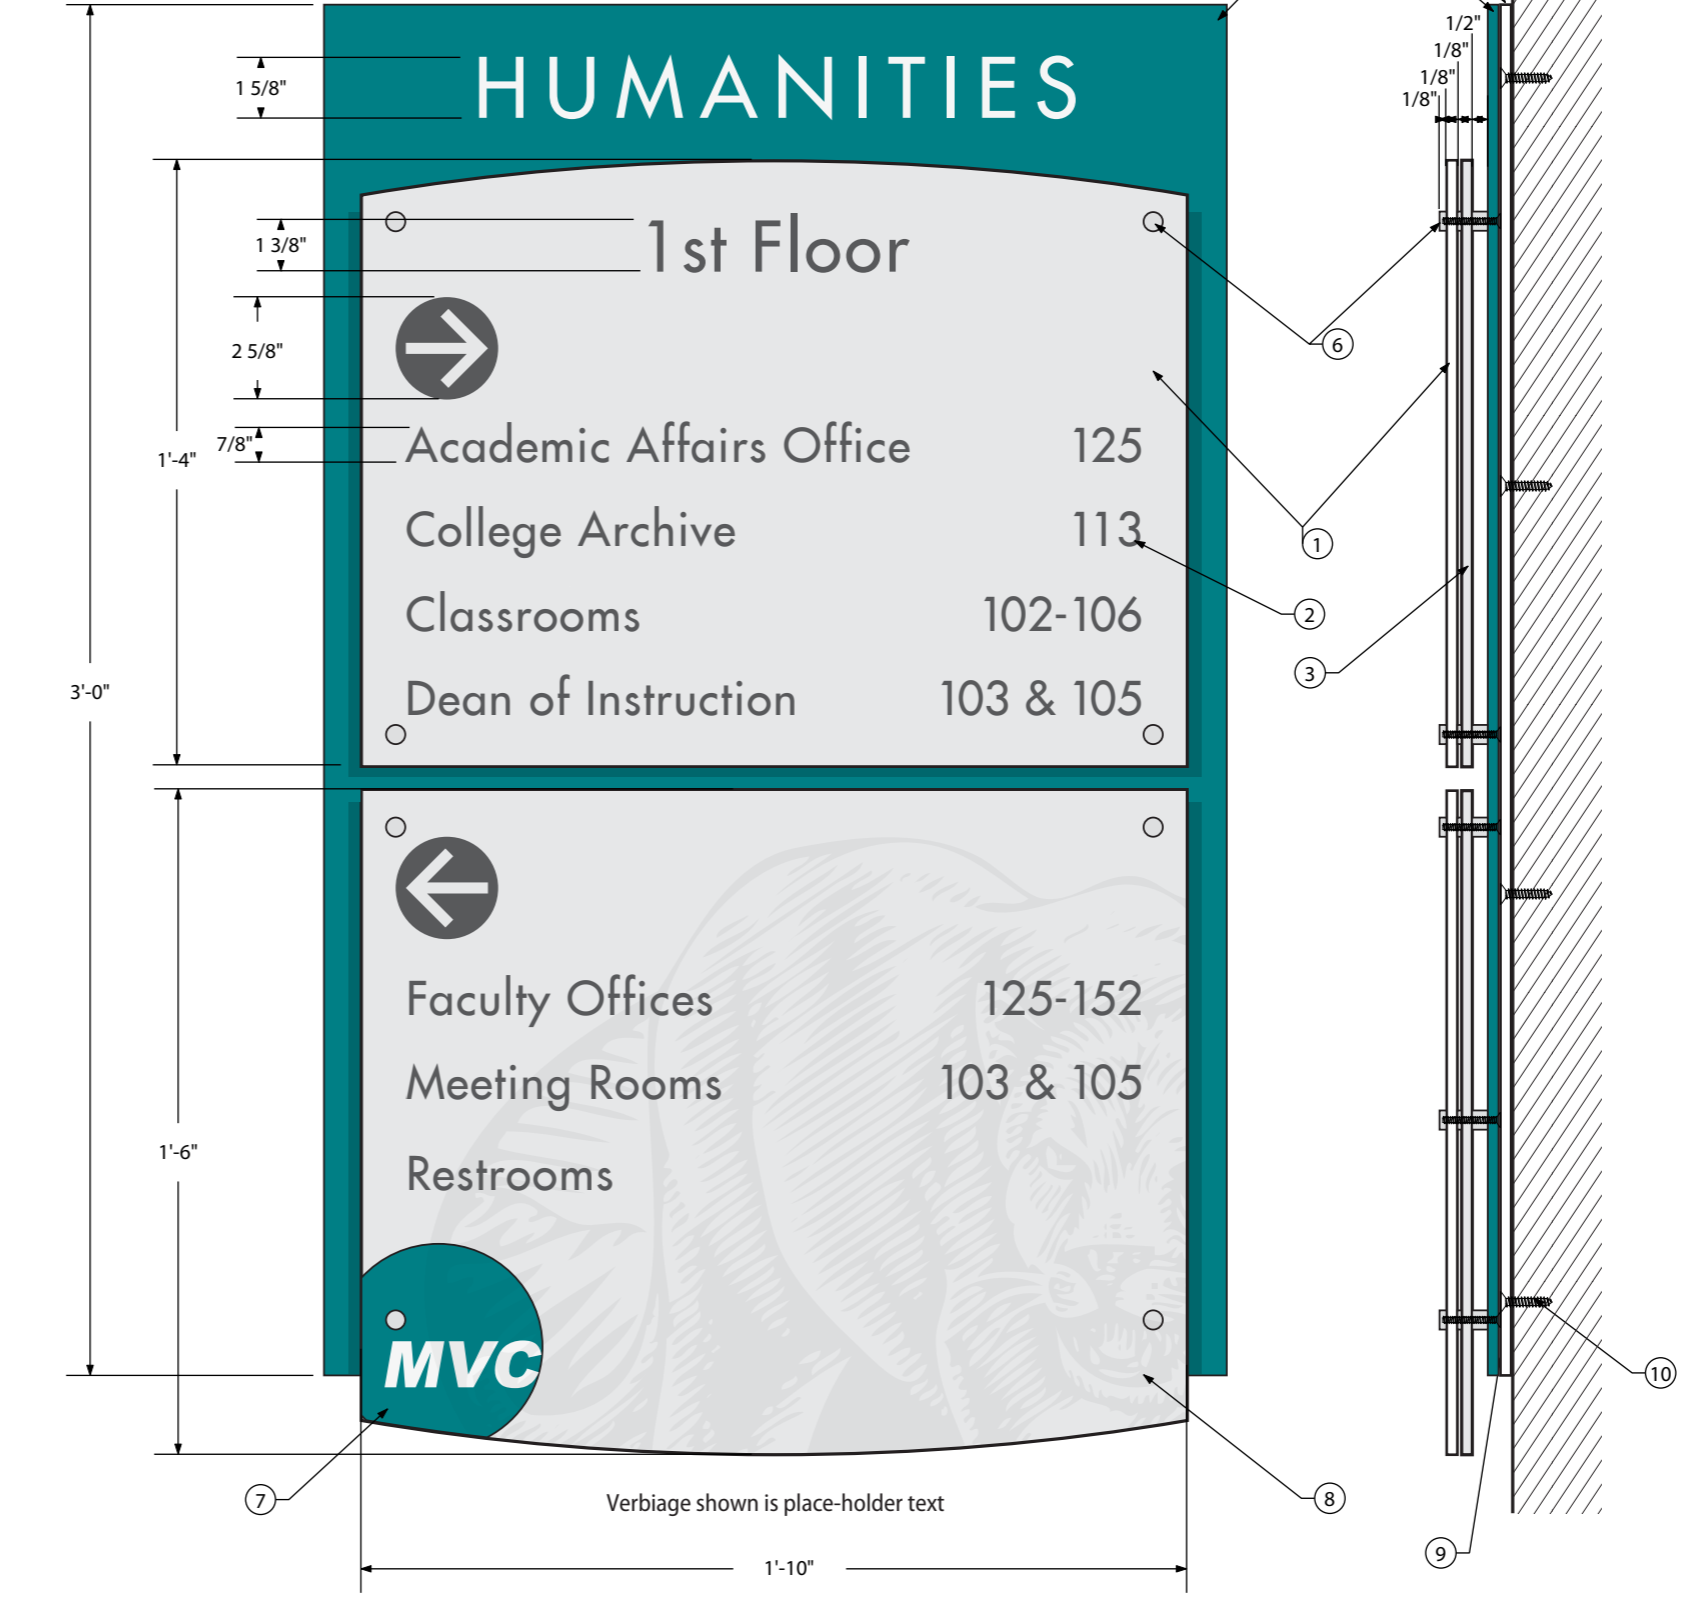 1/2"
1/8"
1/8"
1/8"
HUMANITIES
1 5/8"
1st Floor
1 3/8"
2 5/8"
6
Academic Affairs Office 125
7/8"
1'-4"
College Archive 113
1
Classrooms 102-106
2
3
Dean of Instruction 103 & 105
3'-0"
Faculty Offices 125-152
Meeting Rooms 103 & 105
1'-6"
Restrooms
MVC
10
7
Verbiage shown is place-holder text
8
9
1'-10"